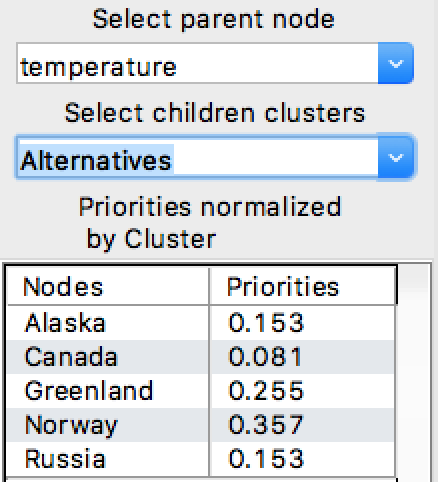 Select parent node
temperature
Select children clusters
Alternatives
Priorities normalized
by Cluster
Nodes Priorities
Alaska 0.153
Canada 0.081
Greenland 0.255
Norway 0.357
Russia 0.153